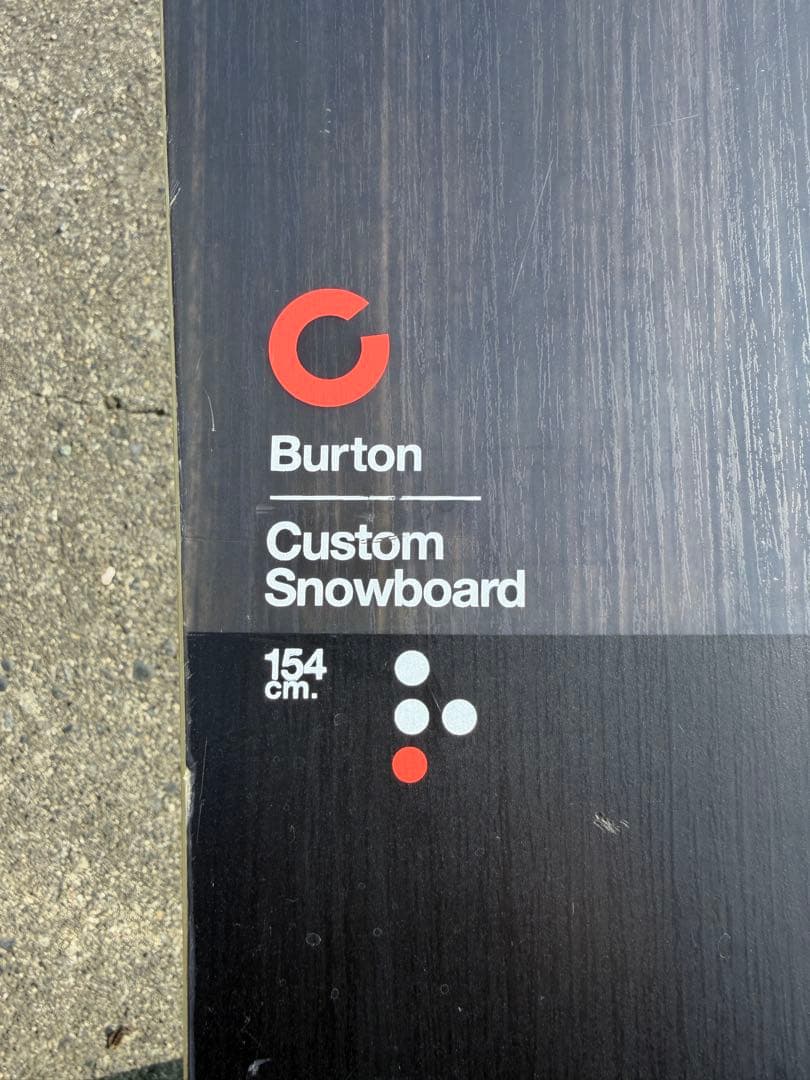 Burton
Custom
Snowboard
154
cm.